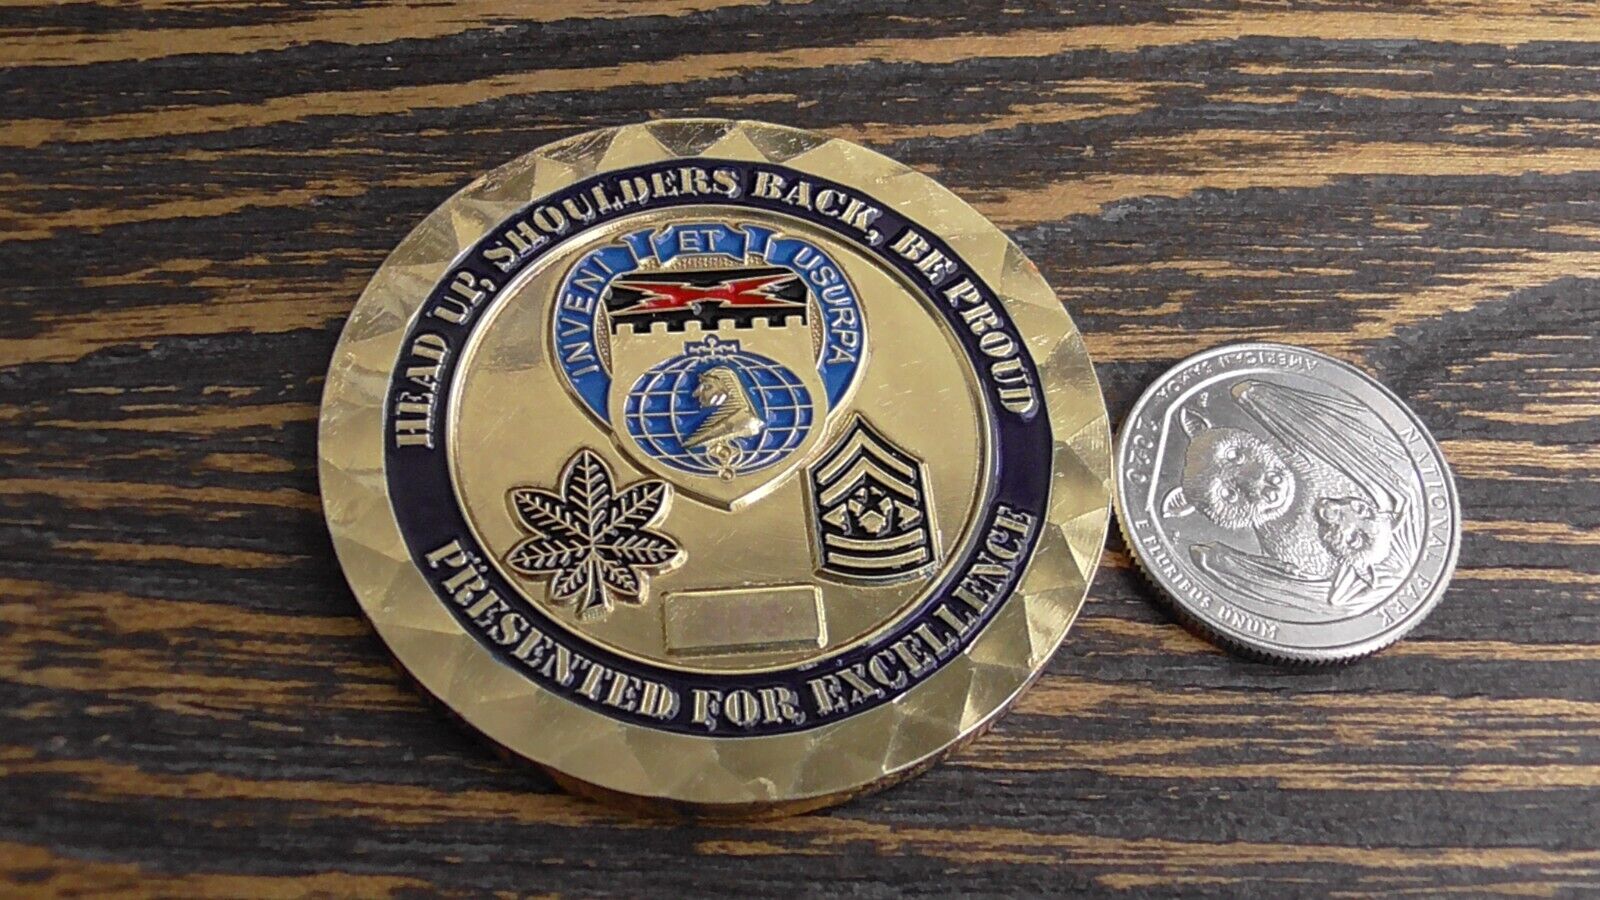 HEAD UP, SHOULDERS BACK, BE PROUD
INVENI ET USURPA
PRESENTED FOR EXCELLENCE
NATIONAL PARK
AMERICAN SAMOA
2020
E PLURIBUS UNUM